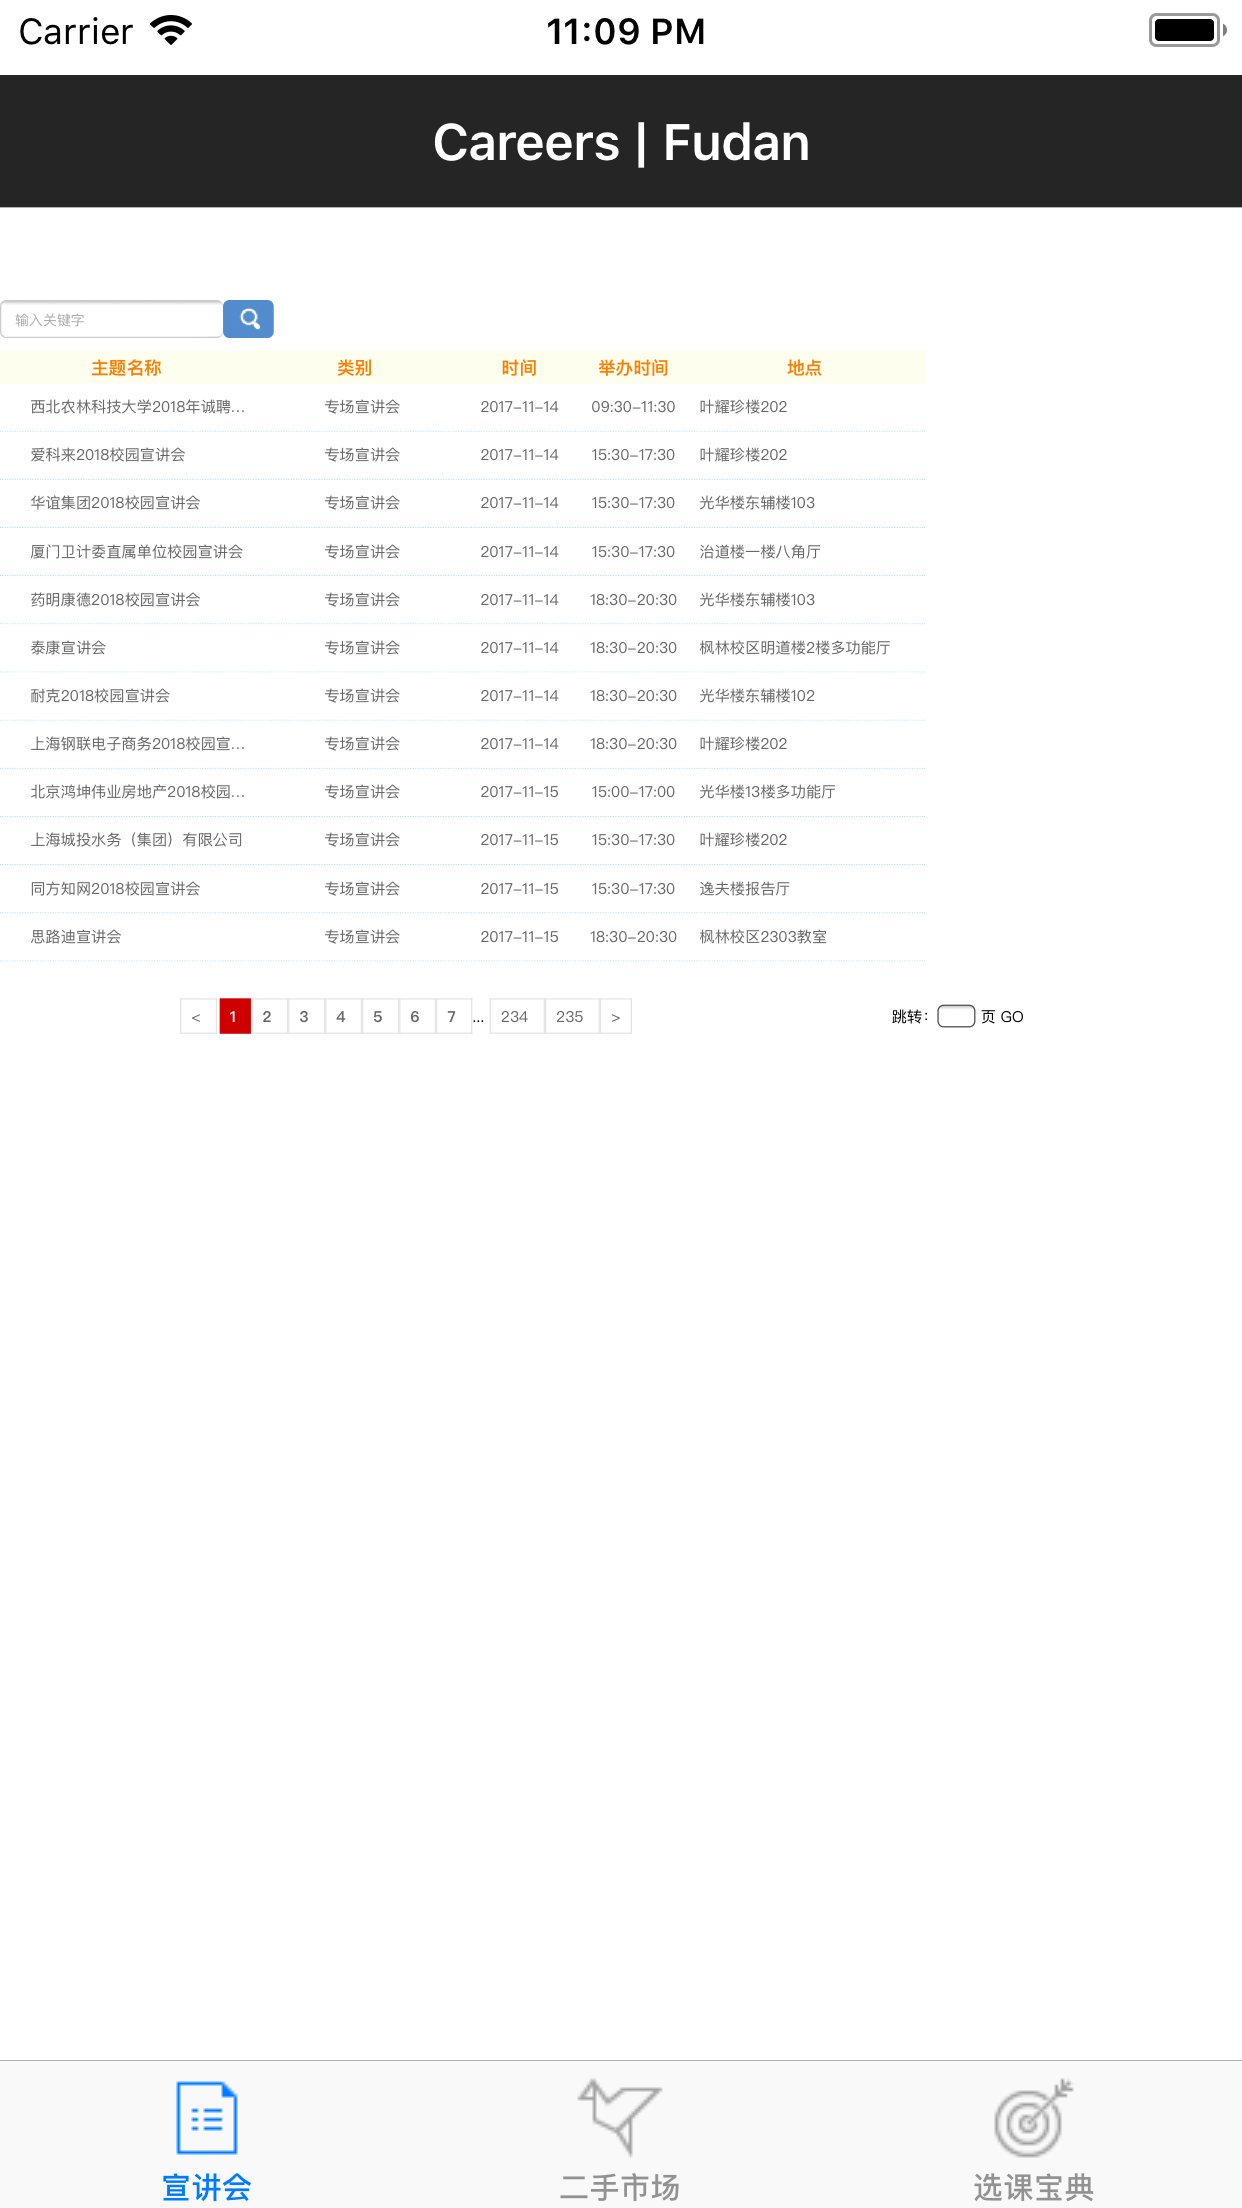 Carrier 11:09 PM
Careers | Fudan
输入关键字
主题名称 类别 时间 举办时间 地点
西北农林科技大学2018年诚聘... 专场宣讲会 2017-11-14 09:30-11:30 叶耀珍楼202
爱科来2018校园宣讲会 专场宣讲会 2017-11-14 15:30-17:30 叶耀珍楼202
华谊集团2018校园宣讲会 专场宣讲会 2017-11-14 15:30-17:30 光华楼东辅楼103
厦门卫计委直属单位校园宣讲会 专场宣讲会 2017-11-14 15:30-17:30 治道楼一楼八角厅
药明康德2018校园宣讲会 专场宣讲会 2017-11-14 18:30-20:30 光华楼东辅楼103
泰康宣讲会 专场宣讲会 2017-11-14 18:30-20:30 枫林校区明道楼2楼多功能厅
耐克2018校园宣讲会 专场宣讲会 2017-11-14 18:30-20:30 光华楼东辅楼102
上海钢联电子商务2018校园宣... 专场宣讲会 2017-11-14 18:30-20:30 叶耀珍楼202
北京鸿坤伟业房地产2018校园... 专场宣讲会 2017-11-15 15:00-17:00 光华楼13楼多功能厅
上海城投水务（集团）有限公司 专场宣讲会 2017-11-15 15:30-17:30 叶耀珍楼202
同方知网2018校园宣讲会 专场宣讲会 2017-11-15 15:30-17:30 逸夫楼报告厅
思路迪宣讲会 专场宣讲会 2017-11-15 18:30-20:30 枫林校区2303教室
< 1 2 3 4 5 6 7 ... 234 235 > 跳转： 页 GO
宣讲会 二手市场 选课宝典